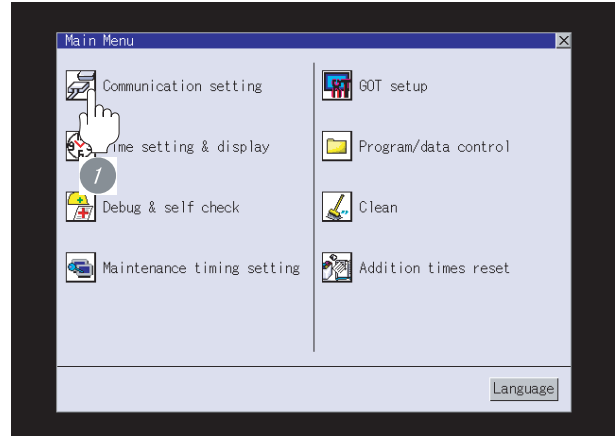 Main Menu
Communication setting
ime setting & display
1
Debug & self check
Maintenance timing setting
GOT setup
Program/data control
Clean
Addition times reset
Language